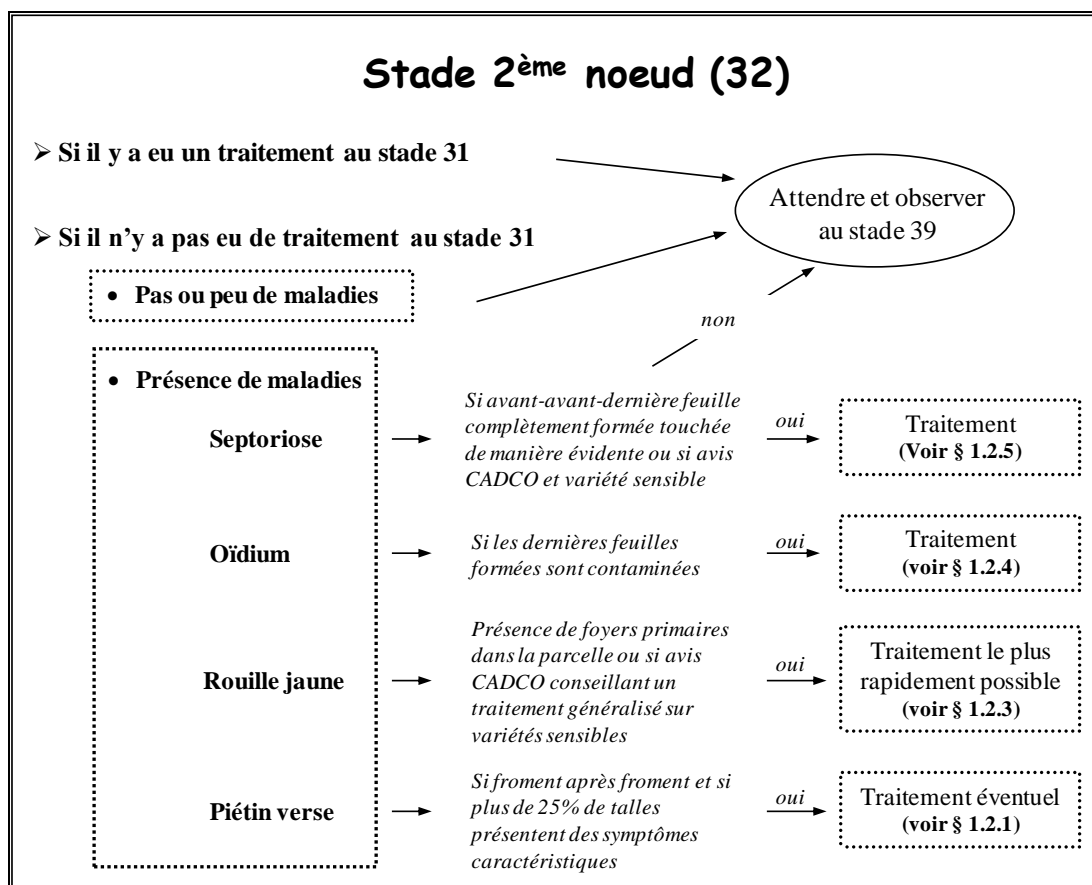 Stade 2ème noeud (32)
➢ Si il y a eu un traitement au stade 31
Attendre et observer
au stade 39
➢ Si il n’y a pas eu de traitement au stade 31
• Pas ou peu de maladies
non
• Présence de maladies
Septoriose
Si avant-avant-dernière feuille
complètement formée touchée
de manière évidente ou si avis
CADCO et variété sensible
oui
Traitement
(Voir § 1.2.5)
Oïdium
Si les dernières feuilles
formées sont contaminées
oui
Traitement
(voir § 1.2.4)
Rouille jaune
Présence de foyers primaires
dans la parcelle ou si avis
CADCO conseillant un
traitement généralisé sur
variétés sensibles
oui
Traitement le plus
rapidement possible
(voir § 1.2.3)
Piétin verse
Si froment après froment et si
plus de 25% de talles
présentent des symptômes
caractéristiques
oui
Traitement éventuel
(voir § 1.2.1)